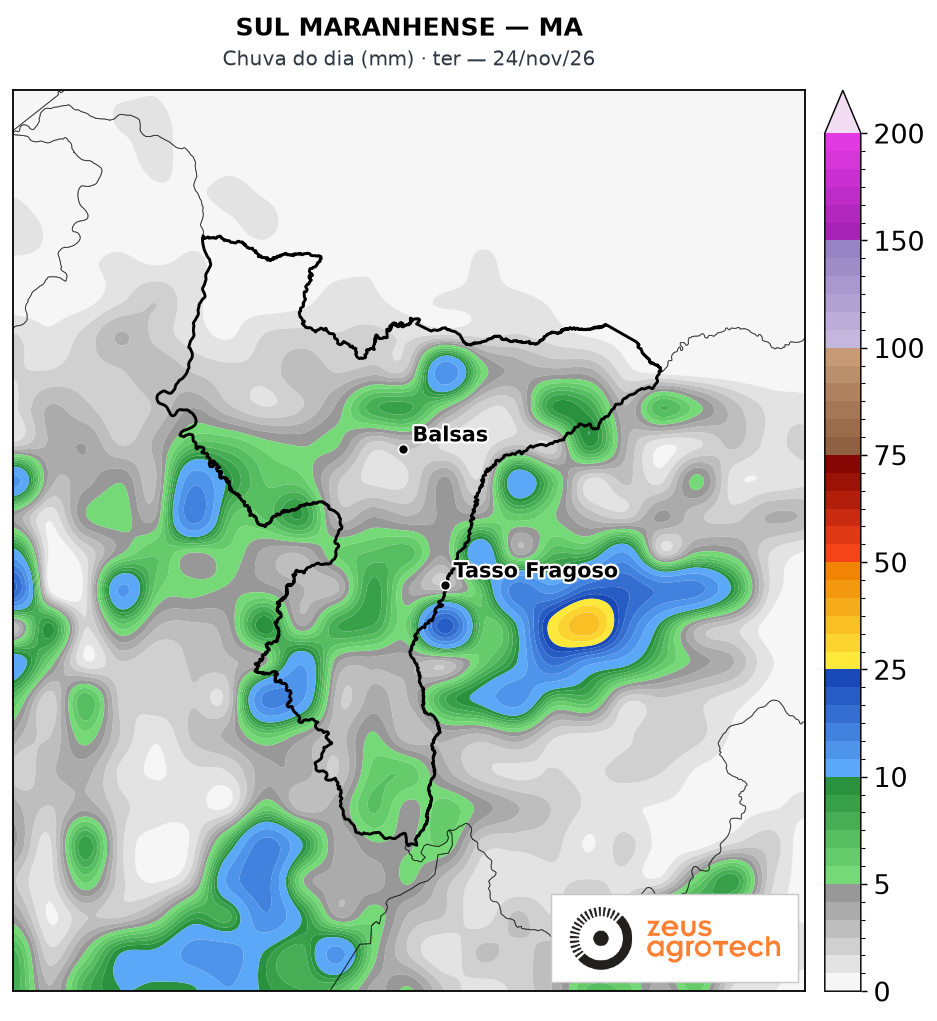 SUL MARANHENSE — MA
Chuva do dia (mm) · ter — 24/nov/26
200
150
100
75
50
25
10
5
0
Balsas
Tasso Fragoso
zeus
agrotech